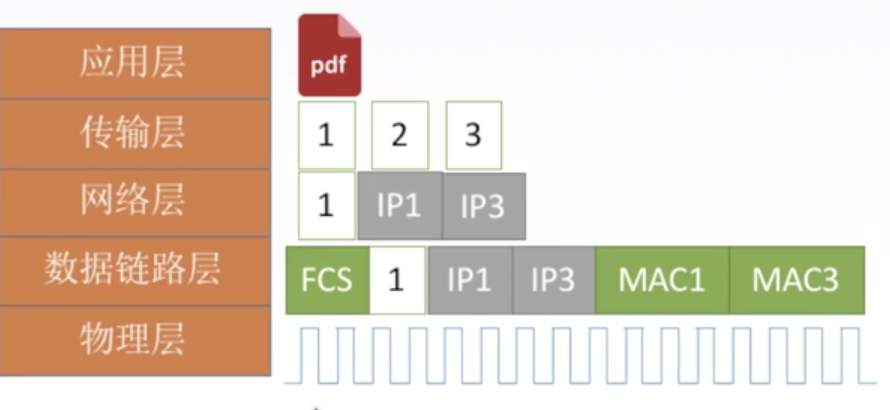 应用层
pdf
传输层
1 2 3
网络层
1 IP1 IP3
数据链路层
FCS 1 IP1 IP3 MAC1 MAC3
物理层